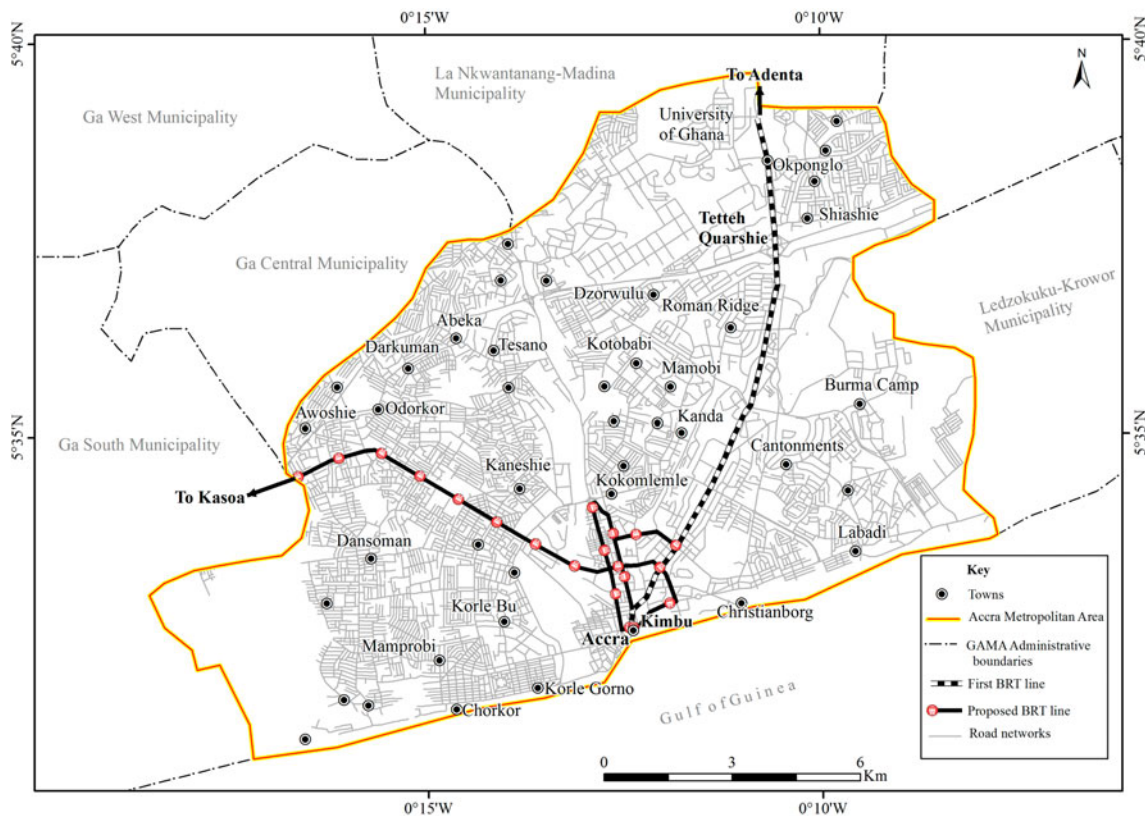 0°15'W
0°10'W
5°40'N
5°40'N
N
La Nkwantanang-Madina
Municipality
To Adenta
Ga West Municipality
University
of Ghana
Okponglo
Tetteh
Quarshie
Shiashie
Ga Central Municipality
Ledzokuku-Krowor
Municipality
Dzorwulu
Roman Ridge
Abeka
Tesano
Darkuman
Kotobabi
Mamobi
Burma Camp
Awoshie
Odorkor
Kanda
5°35'N
5°35'N
Ga South Municipality
Cantonments
Kaneshie
Kokomlemle
To Kasoa
Labadi
Dansoman
Korle Bu
Christianborg
Kimbu
Accra
Mamprobi
Korle Gorno
Chorkor
Gulf of Guinea
Key
Towns
Accra Metropolitan Area
GAMA Administrative
boundaries
First BRT line
Proposed BRT line
Road networks
0 3 6
Km
0°15'W
0°10'W